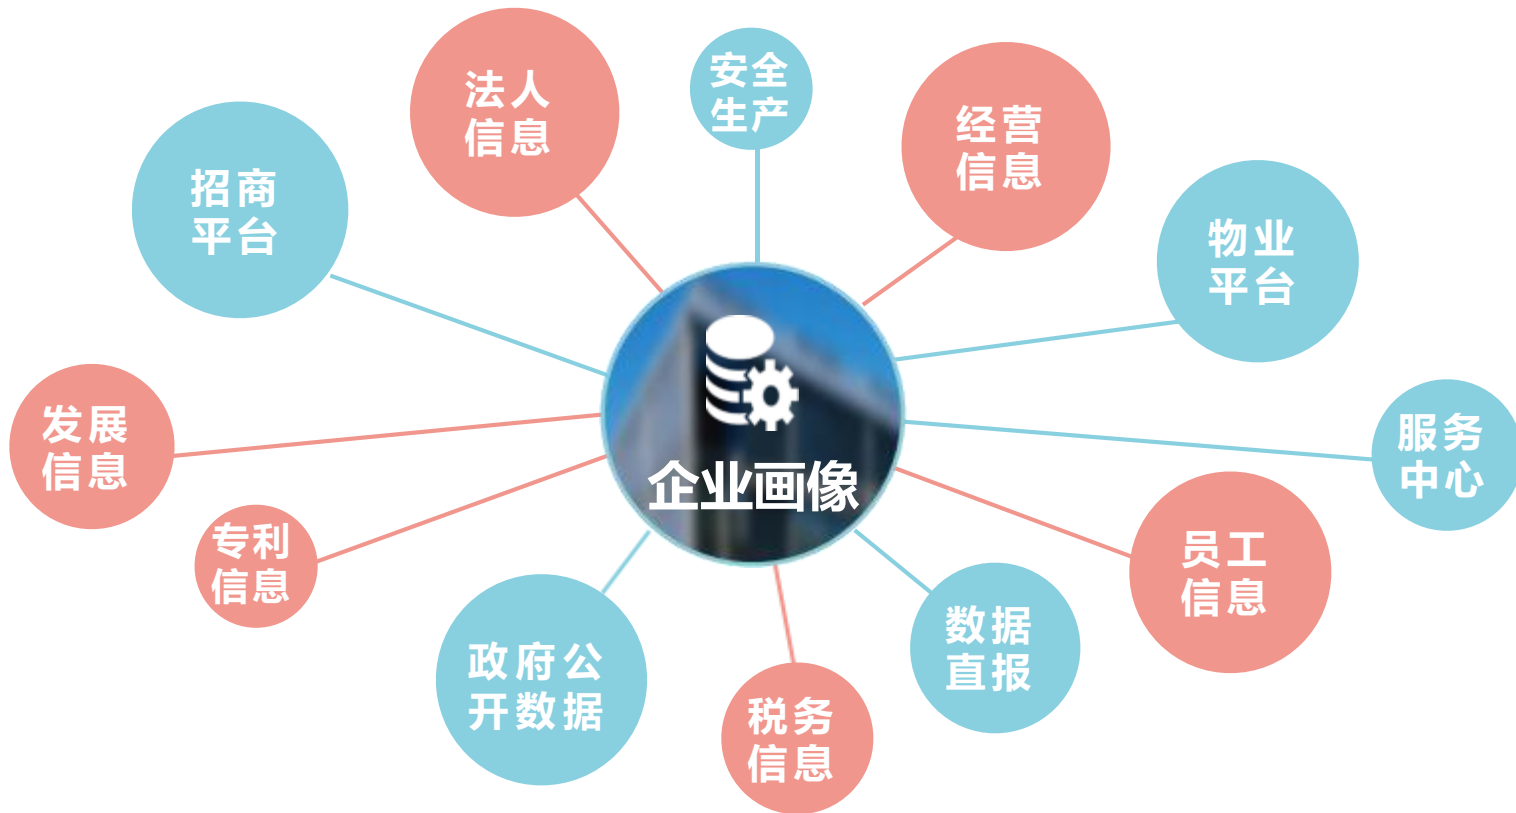 法人
信息
安全
生产
经营
信息
招商
平台
物业
平台
发展
信息
服务
中心
企业画像
专利
信息
员工
信息
政府公
开数据
数据
直报
税务
信息